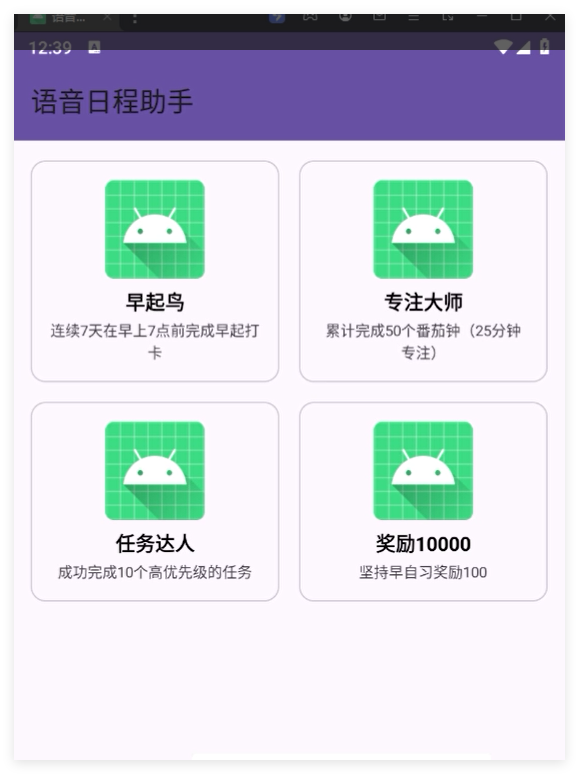 语音...
12:39
语音日程助手
早起鸟
连续7天在早上7点前完成早起打
卡
专注大师
累计完成50个番茄钟（25分钟
专注）
任务达人
成功完成10个高优先级的任务
奖励10000
坚持早自习奖励100